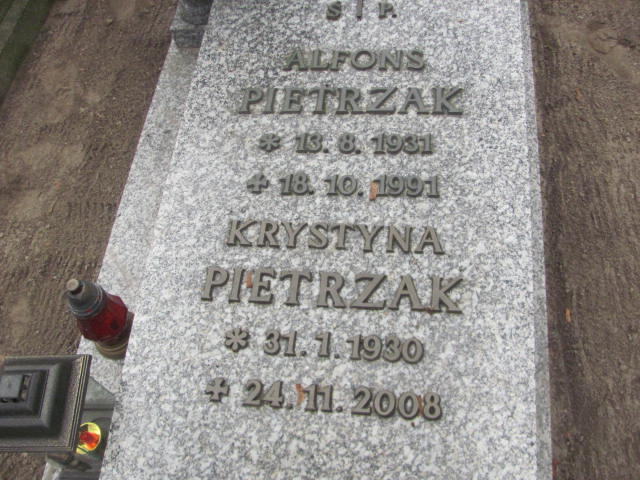 Ś P.
ALFONS
PIETRZAK
* 13. 8. 1931
+ 18. 10. 1991
KRYSTYNA
PIETRZAK
* 31. 1. 1930
+ 24. 11. 2008